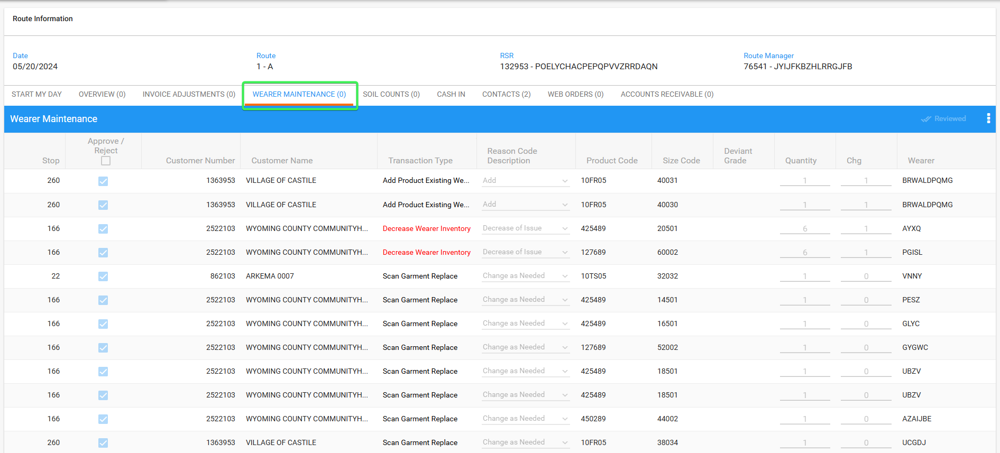 Route Information
Date Route RSR Route Manager
05/20/2024 1 - A 132953 - POELYCHACPEPQPVVZRRDAQN 76541 - JYIJFKBZHLRRGJFB
START MY DAY OVERVIEW (0) INVOICE ADJUSTMENTS (0) WEARER MAINTENANCE (0) SOIL COUNTS (0) CASH IN CONTACTS (2) WEB ORDERS (0) ACCOUNTS RECEIVABLE (0)
Wearer Maintenance Reviewed
Stop Approve / Reject Customer Number Customer Name Transaction Type Reason Code Description Product Code Size Code Deviant Grade Quantity Chg Wearer
260 1363953 VILLAGE OF CASTILE Add Product Existing We... Add 10FR05 40031 1 1 BRWALDPQMG
260 1363953 VILLAGE OF CASTILE Add Product Existing We... Add 10FR05 40030 1 1 BRWALDPQMG
166 2522103 WYOMING COUNTY COMMUNITYH... Decrease Wearer Inventory Decrease of Issue 425489 20501 6 1 AYXQ
166 2522103 WYOMING COUNTY COMMUNITYH... Decrease Wearer Inventory Decrease of Issue 127689 60002 6 1 PGISL
22 862103 ARKEMA 0007 Scan Garment Replace Change as Needed 10TS05 32032 1 0 VNNY
166 2522103 WYOMING COUNTY COMMUNITYH... Scan Garment Replace Change as Needed 425489 14501 1 0 PESZ
166 2522103 WYOMING COUNTY COMMUNITYH... Scan Garment Replace Change as Needed 425489 16501 1 0 GLYC
166 2522103 WYOMING COUNTY COMMUNITYH... Scan Garment Replace Change as Needed 127689 52002 1 0 GYGWC
166 2522103 WYOMING COUNTY COMMUNITYH... Scan Garment Replace Change as Needed 425489 18501 1 0 UBZV
166 2522103 WYOMING COUNTY COMMUNITYH... Scan Garment Replace Change as Needed 425489 18501 1 0 UBZV
166 2522103 WYOMING COUNTY COMMUNITYH... Scan Garment Replace Change as Needed 450289 44002 1 0 AZAIJBE
260 1363953 VILLAGE OF CASTILE Scan Garment Replace Change as Needed 10FR05 38034 1 0 UCGDJ